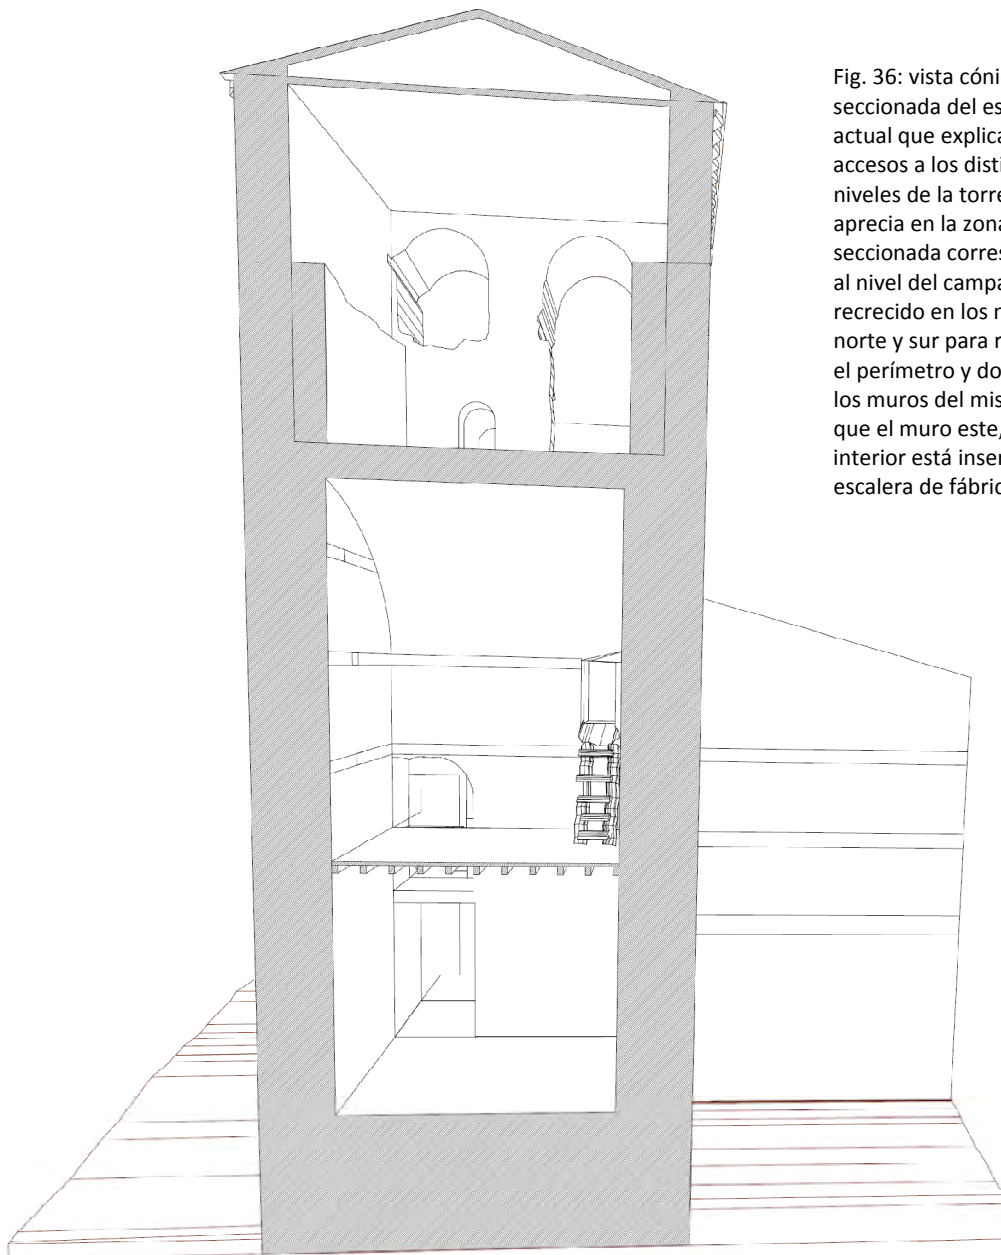 Fig. 36: vista cóni
seccionada del es
actual que explica
accesos a los disti
niveles de la torre
aprecia en la zona
seccionada corres
al nivel del campa
recrecido en los r
norte y sur para r
el perímetro y do
los muros del mis
que el muro este,
interior está inser
escalera de fábric